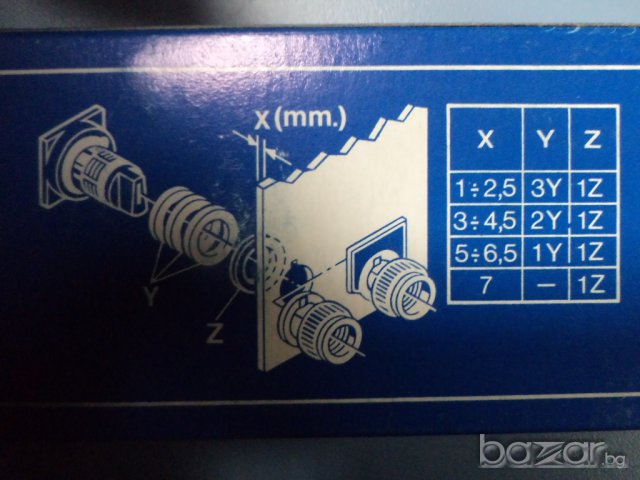 x (mm.)
Y
Z
X Y Z
1÷2,5 3Y 1Z
3÷4,5 2Y 1Z
5÷6,5 1Y 1Z
7 – 1Z
bazar.bg